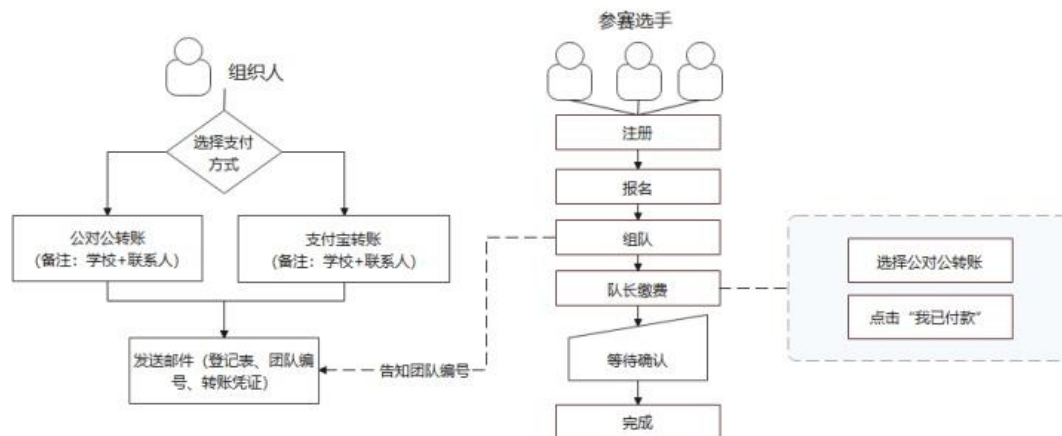 组织人
选择支付
方式
公对公转账
(备注：学校+联系人)
支付宝转账
(备注：学校+联系人)
发送邮件（登记表、团队编
号、转账凭证）
告知团队编号
参赛选手
注册
报名
组队
队长缴费
等待确认
完成
选择公对公转账
点击“我已付款”